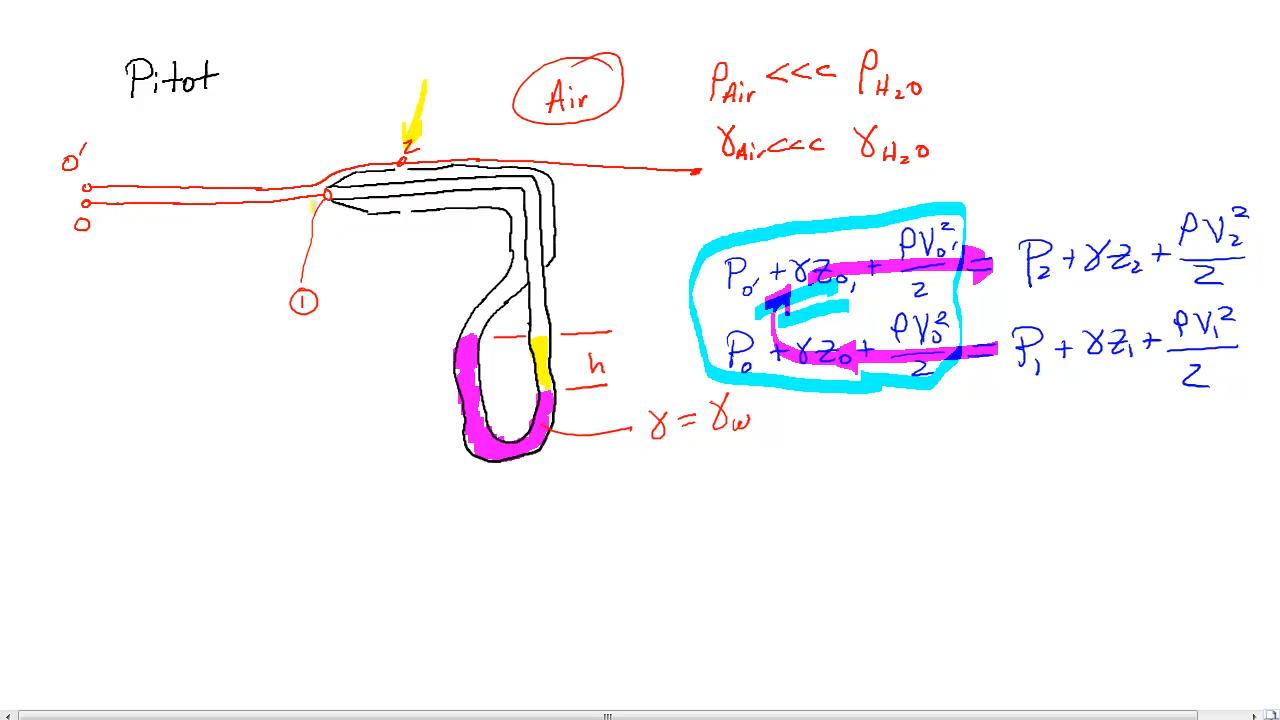 Pitot
Air
ρAir <<< ρH₂O
γAir <<< γH₂O
0'
0
2
1
P₀' + γz₀' + ρV₀'²/2 = P₂ + γz₂ + ρV₂²/2
P₀ + γz₀ + ρV₀²/2 = P₁ + γz₁ + ρV₁²/2
h
γ = γw